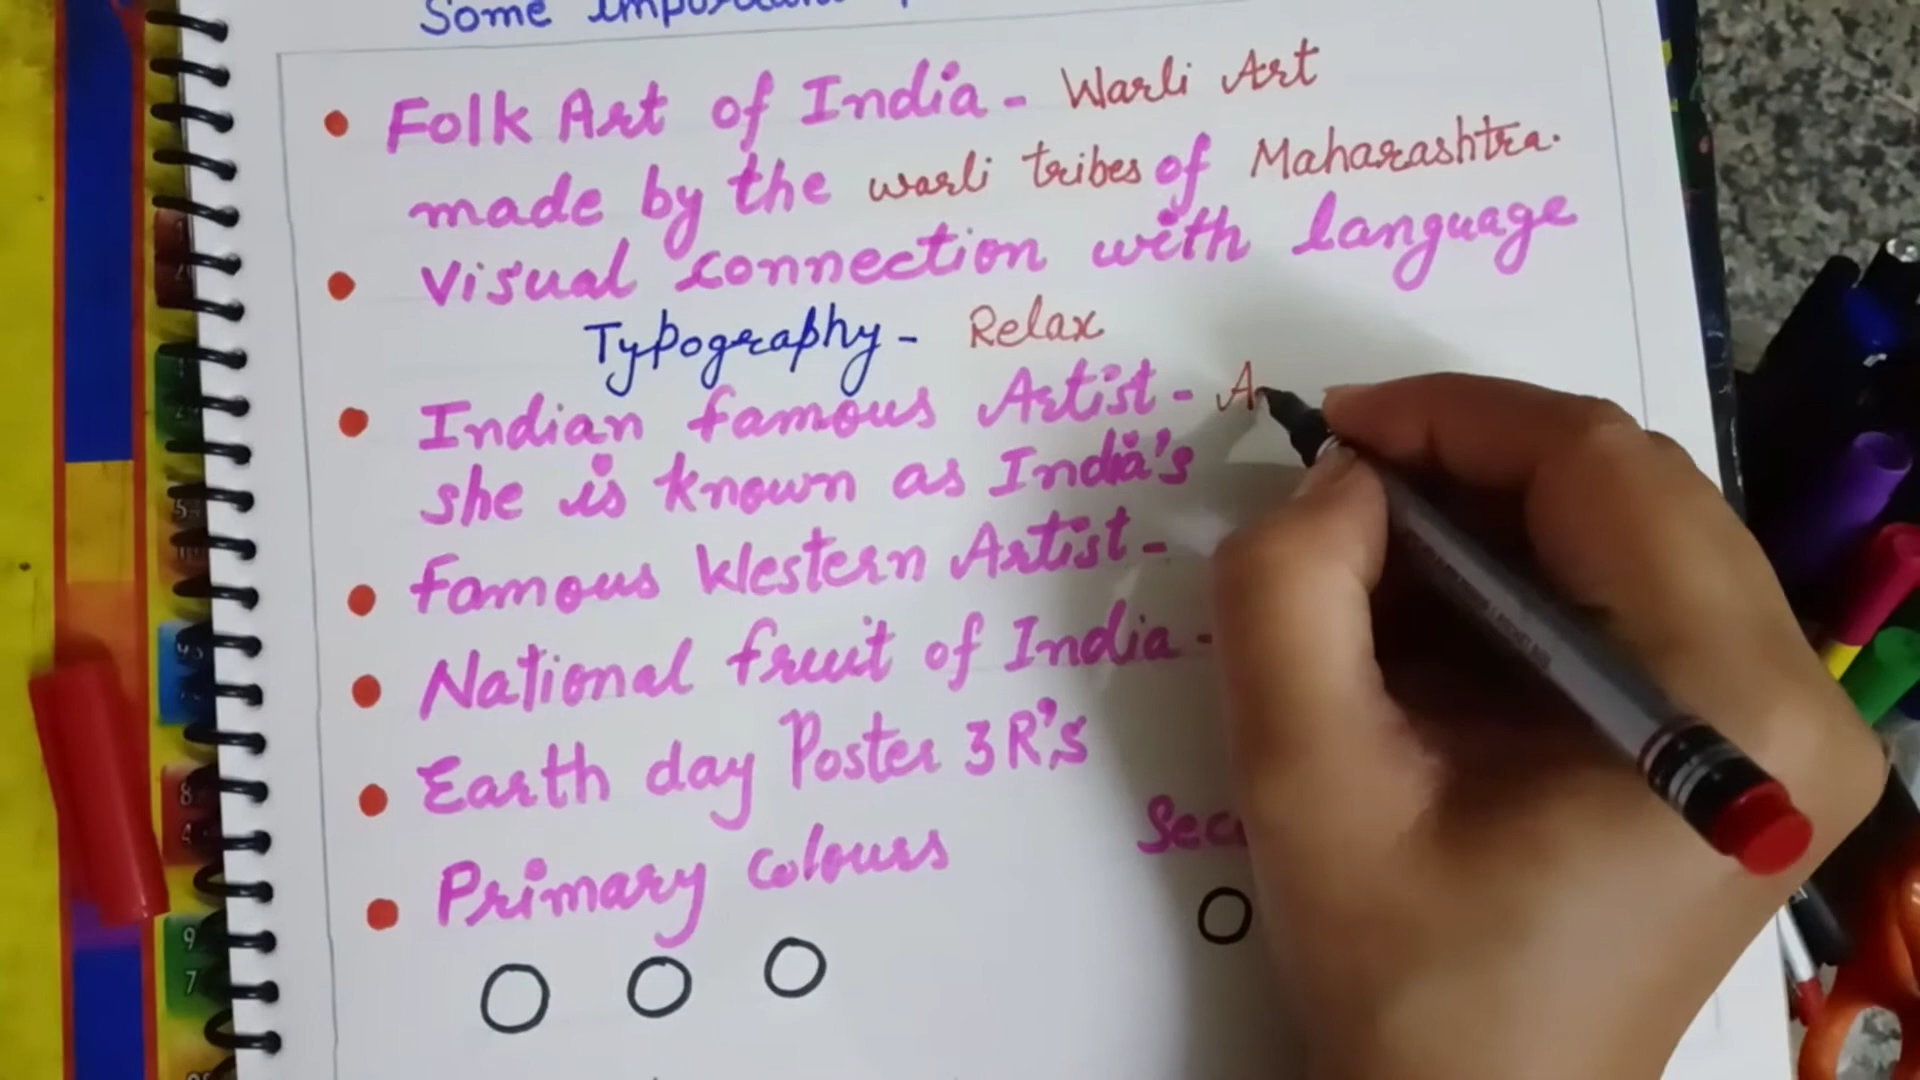 Some
• Folk Art of India - Warli Art
made by the warli tribes of Maharashtra.
• Visual connection with language
Typography - Relax
• Indian famous Artist - A
she is known as India's
• Famous Western Artist -
• National fruit of India -
• Earth day Poster 3 R's
• Primary colours